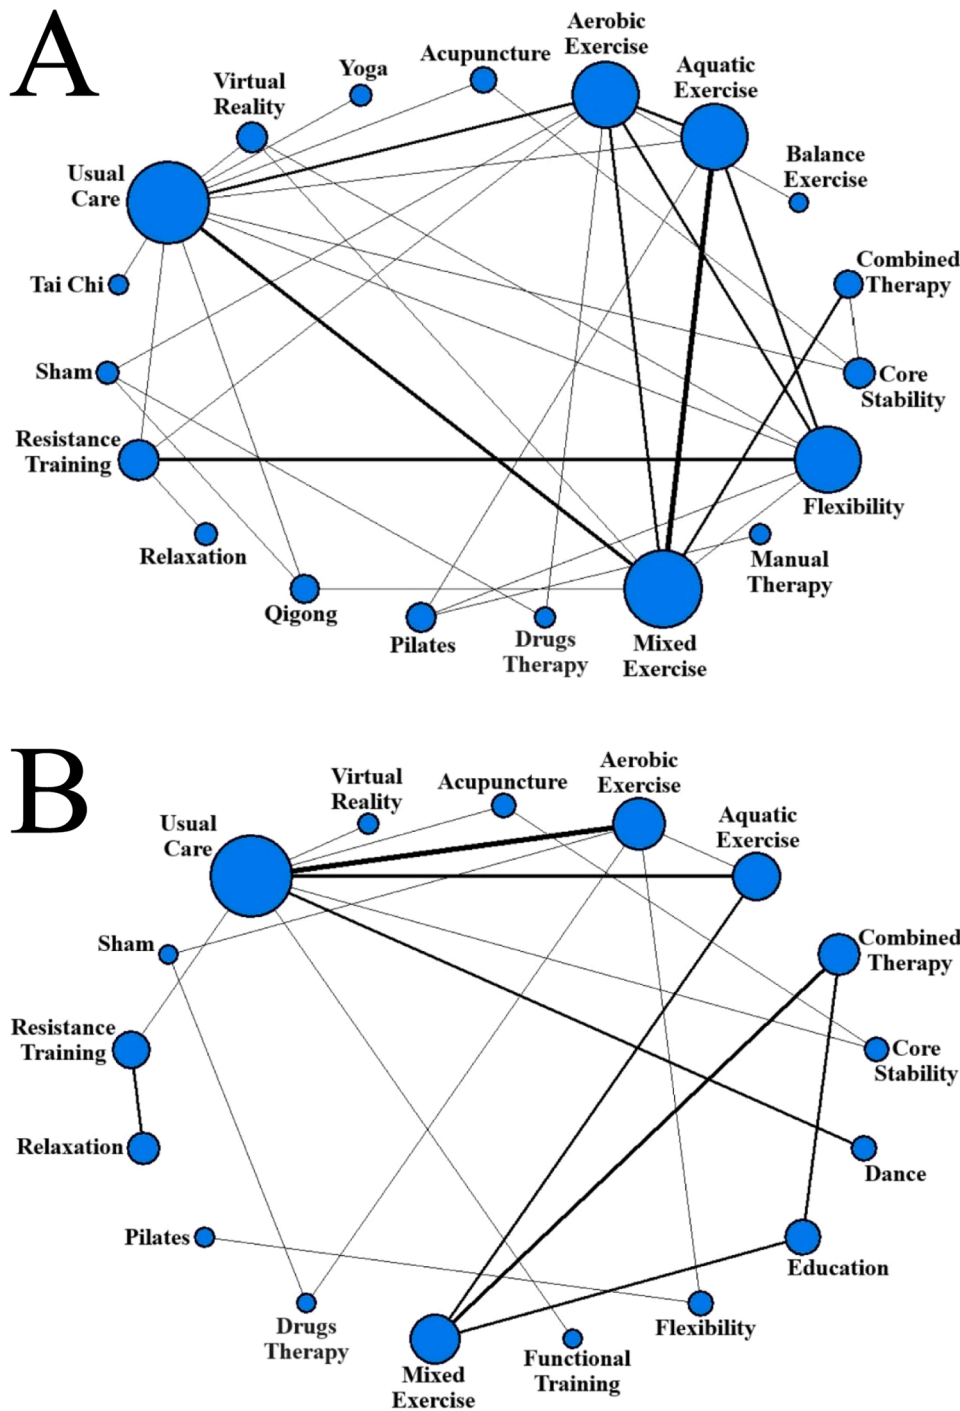 A
Aerobic
Exercise
Acupuncture
Aquatic
Exercise
Yoga
Virtual
Reality
Balance
Exercise
Usual
Care
Combined
Therapy
Tai Chi
Sham
Core
Stability
Resistance
Training
Flexibility
Relaxation
Manual
Therapy
Qigong
Pilates
Drugs
Therapy
Mixed
Exercise
B
Aerobic
Exercise
Virtual
Reality
Acupuncture
Aquatic
Exercise
Usual
Care
Combined
Therapy
Sham
Resistance
Training
Core
Stability
Relaxation
Dance
Pilates
Education
Drugs
Therapy
Flexibility
Functional
Training
Mixed
Exercise